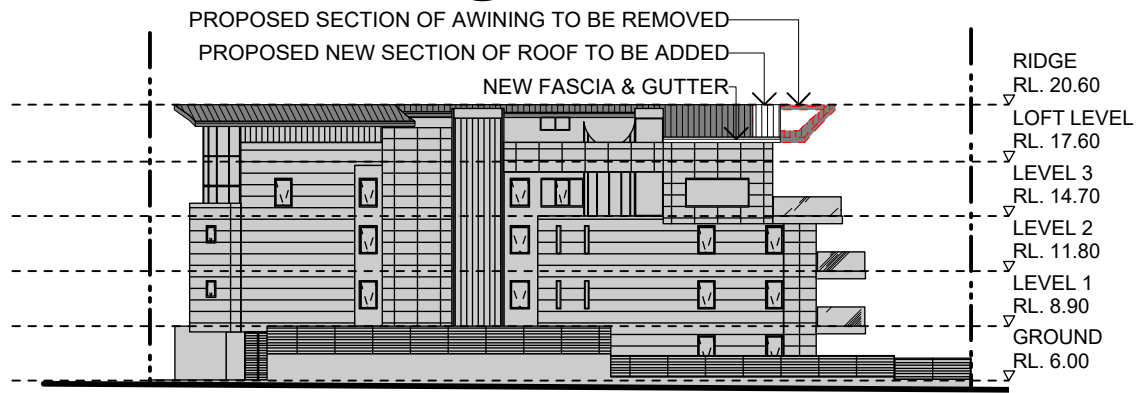 PROPOSED SECTION OF AWINING TO BE REMOVED
PROPOSED NEW SECTION OF ROOF TO BE ADDED
NEW FASCIA & GUTTER
RIDGE
RL. 20.60
LOFT LEVEL
RL. 17.60
LEVEL 3
RL. 14.70
LEVEL 2
RL. 11.80
LEVEL 1
RL. 8.90
GROUND
RL. 6.00